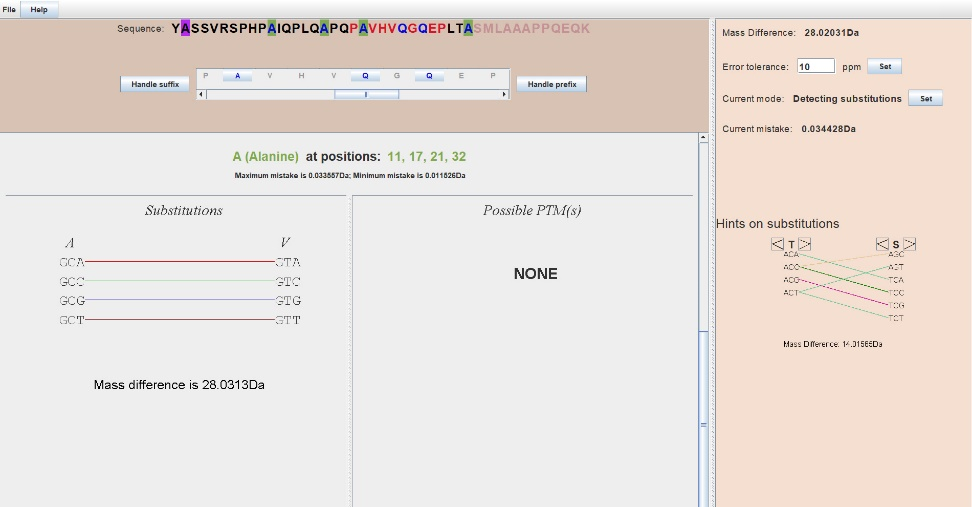 File Help
Sequence: YASSVRSPHPAIQPLQAPQPAVHVQGQEPLTASMLAAAPPQEQK
Handle suffix
P A V H V Q G Q E P
Handle prefix
A (Alanine) at positions: 11, 17, 21, 32
Maximum mistake is 0.033557Da; Minimum mistake is 0.011526Da
Substitutions
A V
GCA GTA
GCC GTC
GCG GTG
GCT GTT
Mass difference is 28.0313Da
Possible PTM(s)
NONE
Mass Difference: 28.02031Da
Error tolerance: 10 ppm Set
Current mode: Detecting substitutions Set
Current mistake: 0.034428Da
Hints on substitutions
< T > < S >
ACA AGC
ACC AGT
ACG TCA
ACT TCC
TCG
TCT
Mass Difference: 14.01565Da